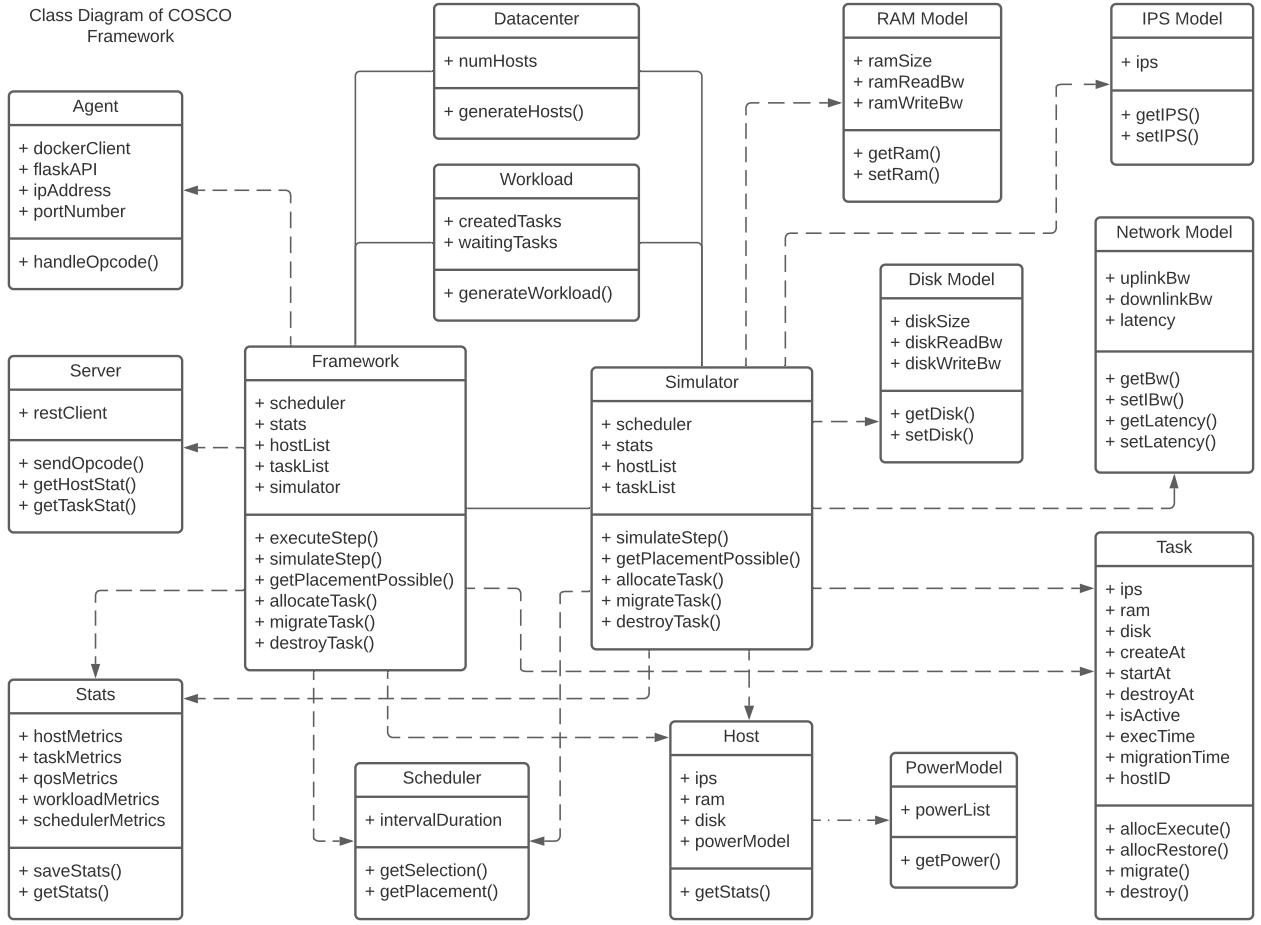 Class Diagram of COSCO
Framework
Agent
+ dockerClient
+ flaskAPI
+ ipAddress
+ portNumber
+ handleOpcode()
Datacenter
+ numHosts
+ generateHosts()
Workload
+ createdTasks
+ waitingTasks
+ generateWorkload()
RAM Model
+ ramSize
+ ramReadBw
+ ramWriteBw
+ getRam()
+ setRam()
IPS Model
+ ips
+ getIPS()
+ setIPS()
Network Model
+ uplinkBw
+ downlinkBw
+ latency
+ getBw()
+ setIBw()
+ getLatency()
+ setLatency()
Disk Model
+ diskSize
+ diskReadBw
+ diskWriteBw
+ getDisk()
+ setDisk()
Server
+ restClient
+ sendOpcode()
+ getHostStat()
+ getTaskStat()
Framework
+ scheduler
+ stats
+ hostList
+ taskList
+ simulator
+ executeStep()
+ simulateStep()
+ getPlacementPossible()
+ allocateTask()
+ migrateTask()
+ destroyTask()
Simulator
+ scheduler
+ stats
+ hostList
+ taskList
+ simulateStep()
+ getPlacementPossible()
+ allocateTask()
+ migrateTask()
+ destroyTask()
Task
+ ips
+ ram
+ disk
+ createAt
+ startAt
+ destroyAt
+ isActive
+ execTime
+ migrationTime
+ hostID
+ allocExecute()
+ allocRestore()
+ migrate()
+ destroy()
Stats
+ hostMetrics
+ taskMetrics
+ qosMetrics
+ workloadMetrics
+ schedulerMetrics
+ saveStats()
+ getStats()
Scheduler
+ intervalDuration
+ getSelection()
+ getPlacement()
Host
+ ips
+ ram
+ disk
+ powerModel
+ getStats()
PowerModel
+ powerList
+ getPower()